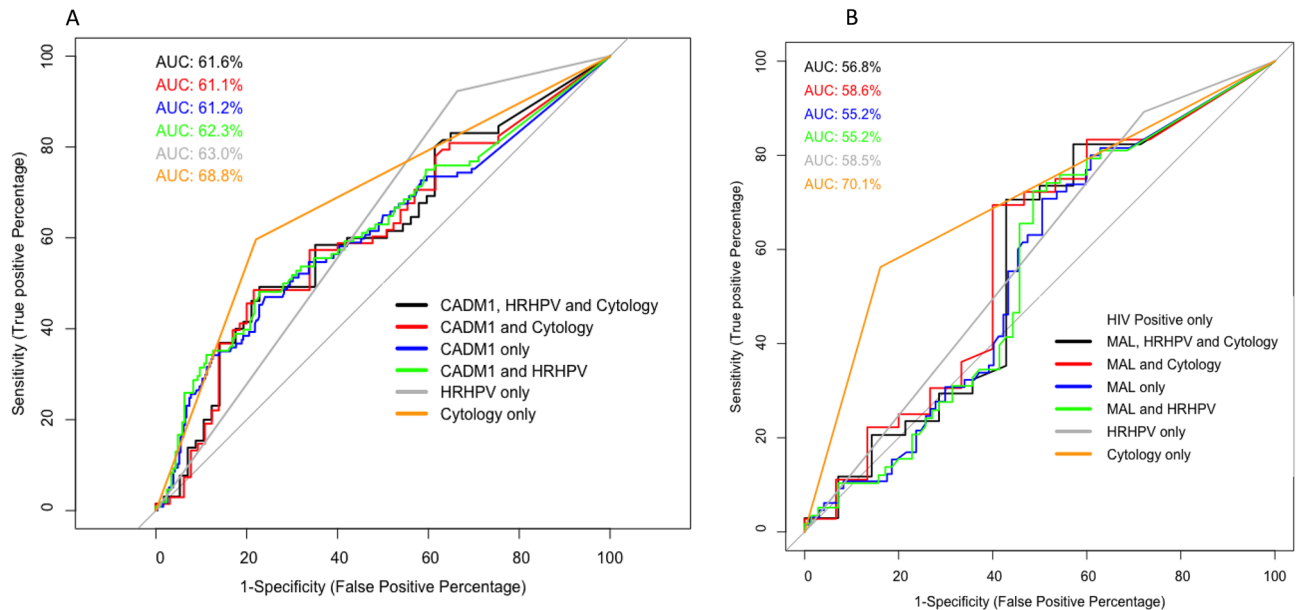 A
AUC: 61.6%
AUC: 61.1%
AUC: 61.2%
AUC: 62.3%
AUC: 63.0%
AUC: 68.8%
Sensitivity (True positive Percentage)
100
80
60
40
20
0
CADM1, HRHPV and Cytology
CADM1 and Cytology
CADM1 only
CADM1 and HRHPV
HRHPV only
Cytology only
0 20 40 60 80 100
1-Specificity (False Positive Percentage)
B
AUC: 56.8%
AUC: 58.6%
AUC: 55.2%
AUC: 55.2%
AUC: 58.5%
AUC: 70.1%
Sensitivity (True positive Percentage)
100
80
60
40
20
0
HIV Positive only
MAL, HRHPV and Cytology
MAL and Cytology
MAL only
MAL and HRHPV
HRHPV only
Cytology only
0 20 40 60 80 100
1-Specificity (False Positive Percentage)